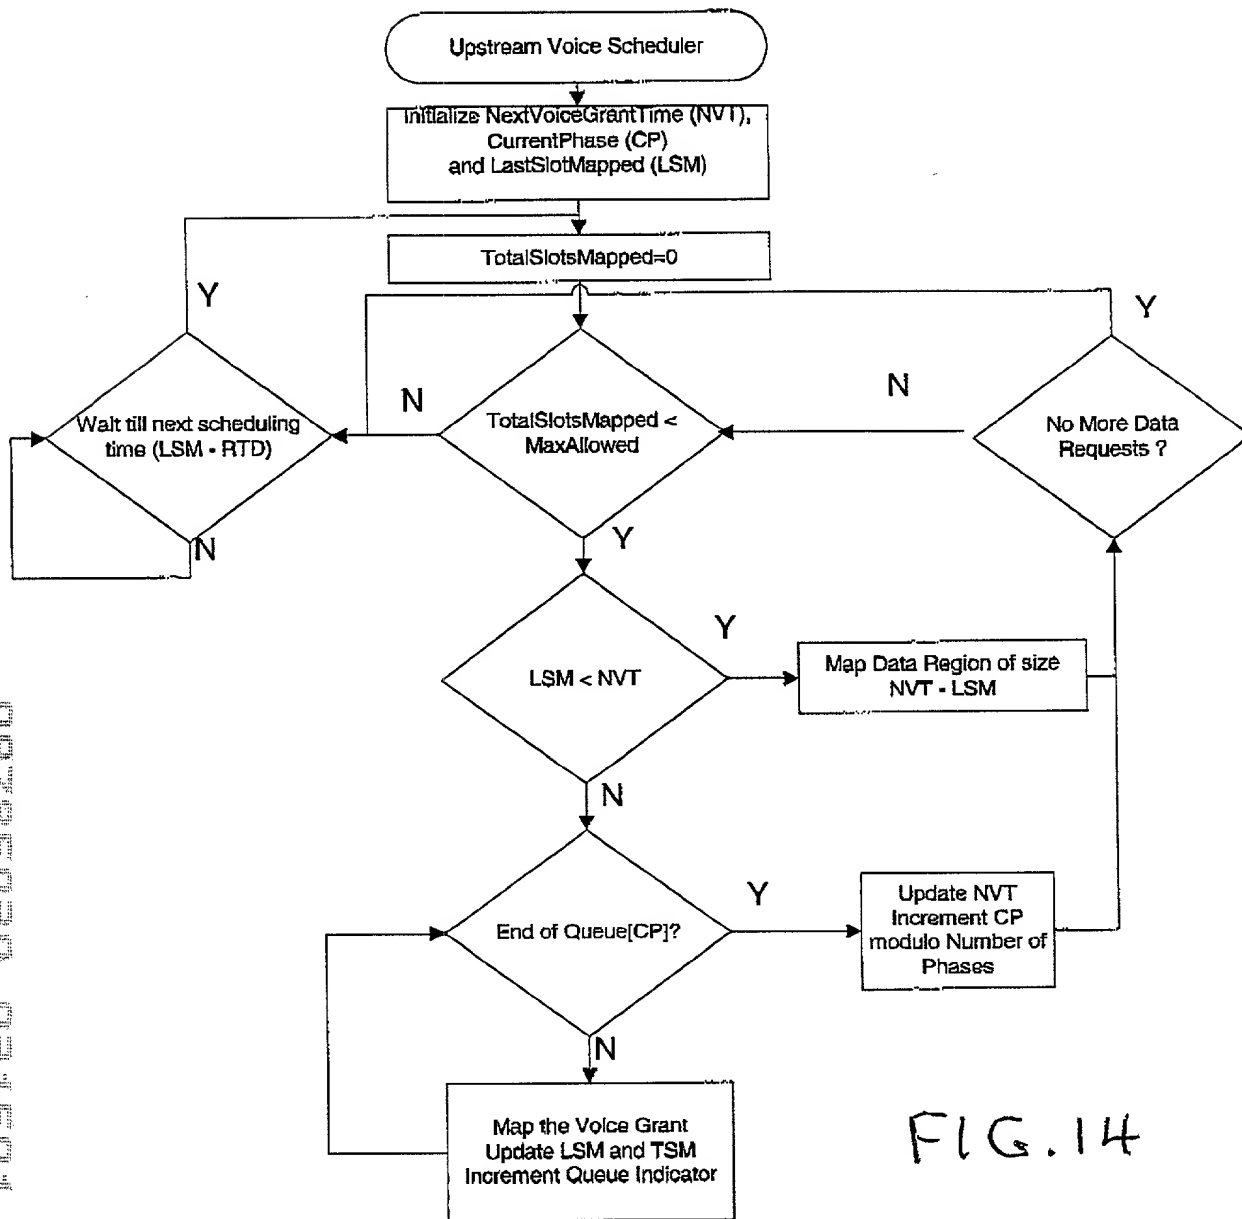 Upstream Voice Scheduler
Initialize NextVoiceGrantTime (NVT),
CurrentPhase (CP)
and LastSlotMapped (LSM)
TotalSlotsMapped=0
Y
Y
Wait till next scheduling
time (LSM - RTD)
N
N
TotalSlotsMapped <
MaxAllowed
N
No More Data
Requests ?
Y
LSM < NVT
Y
Map Data Region of size
NVT - LSM
N
End of Queue[CP]?
Y
Update NVT
Increment CP
modulo Number of
Phases
N
Map the Voice Grant
Update LSM and TSM
Increment Queue Indicator
FIG. 14